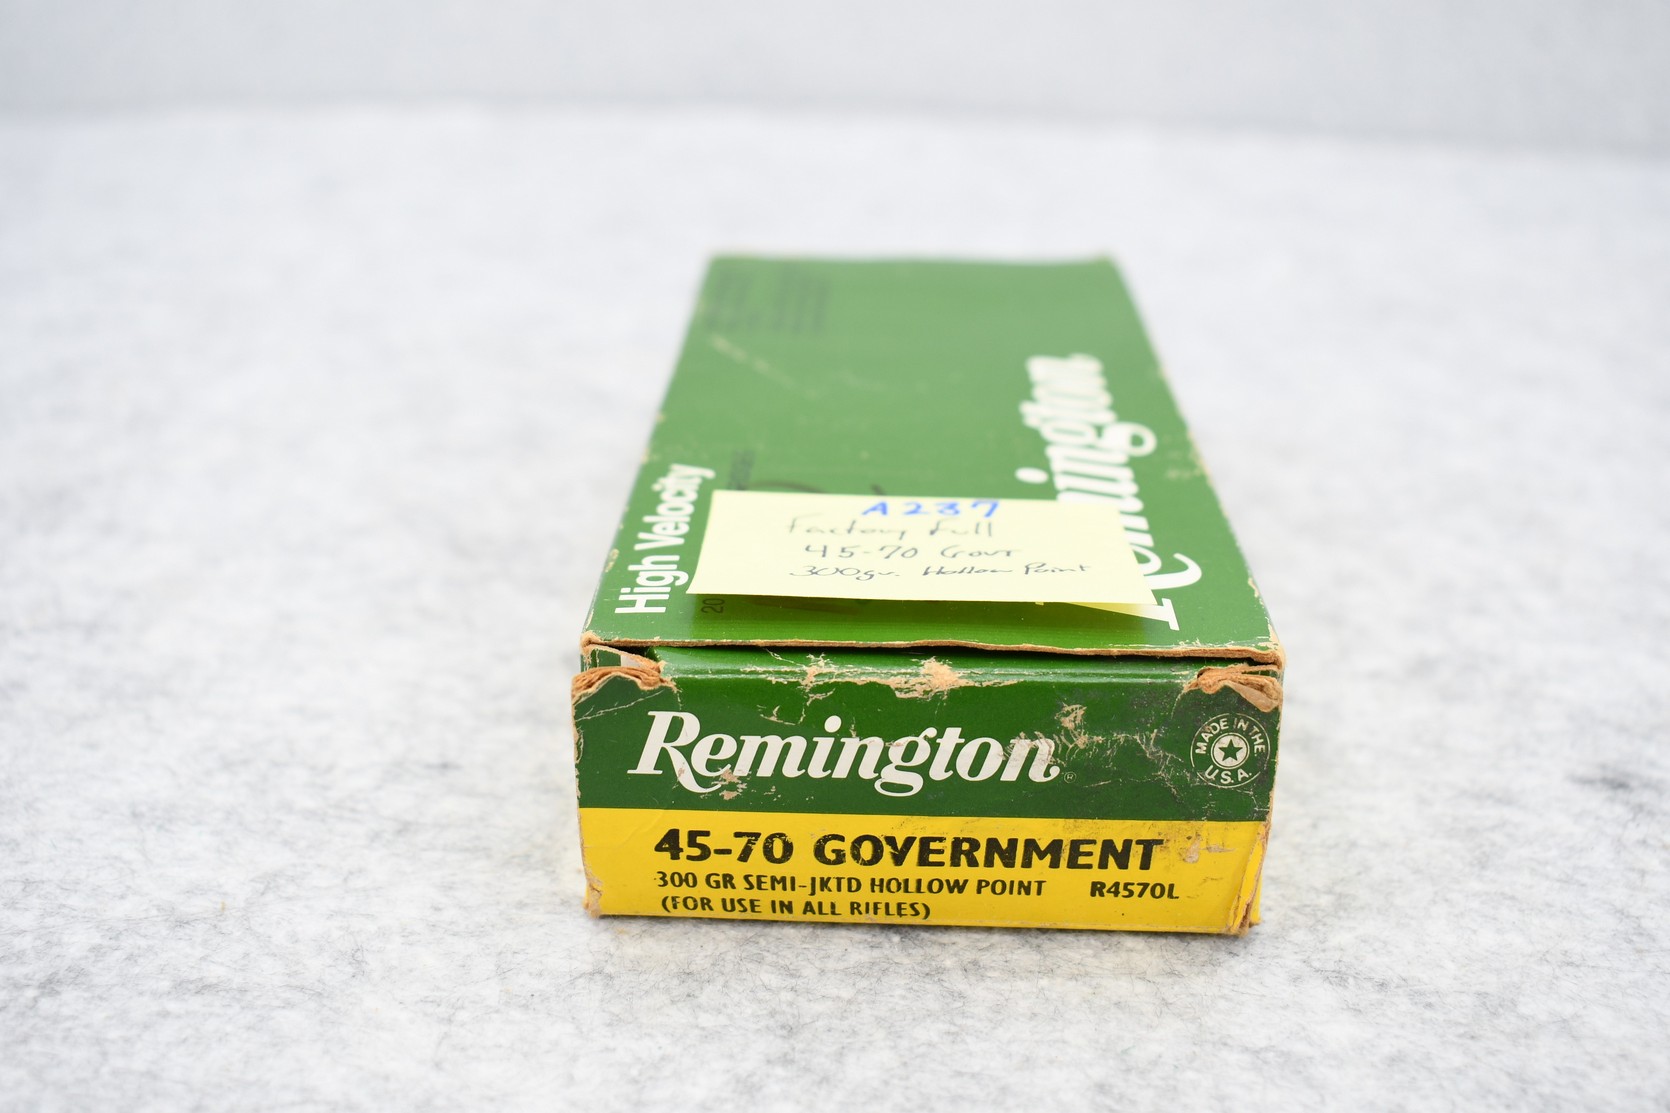 Remington
High Velocity
20
A237
Factory Full
45-70 Govt
300gr. Hollow Point
Remington®
MADE IN THE U.S.A.
45-70 GOVERNMENT
300 GR SEMI-JKTD HOLLOW POINT R4570L
(FOR USE IN ALL RIFLES)